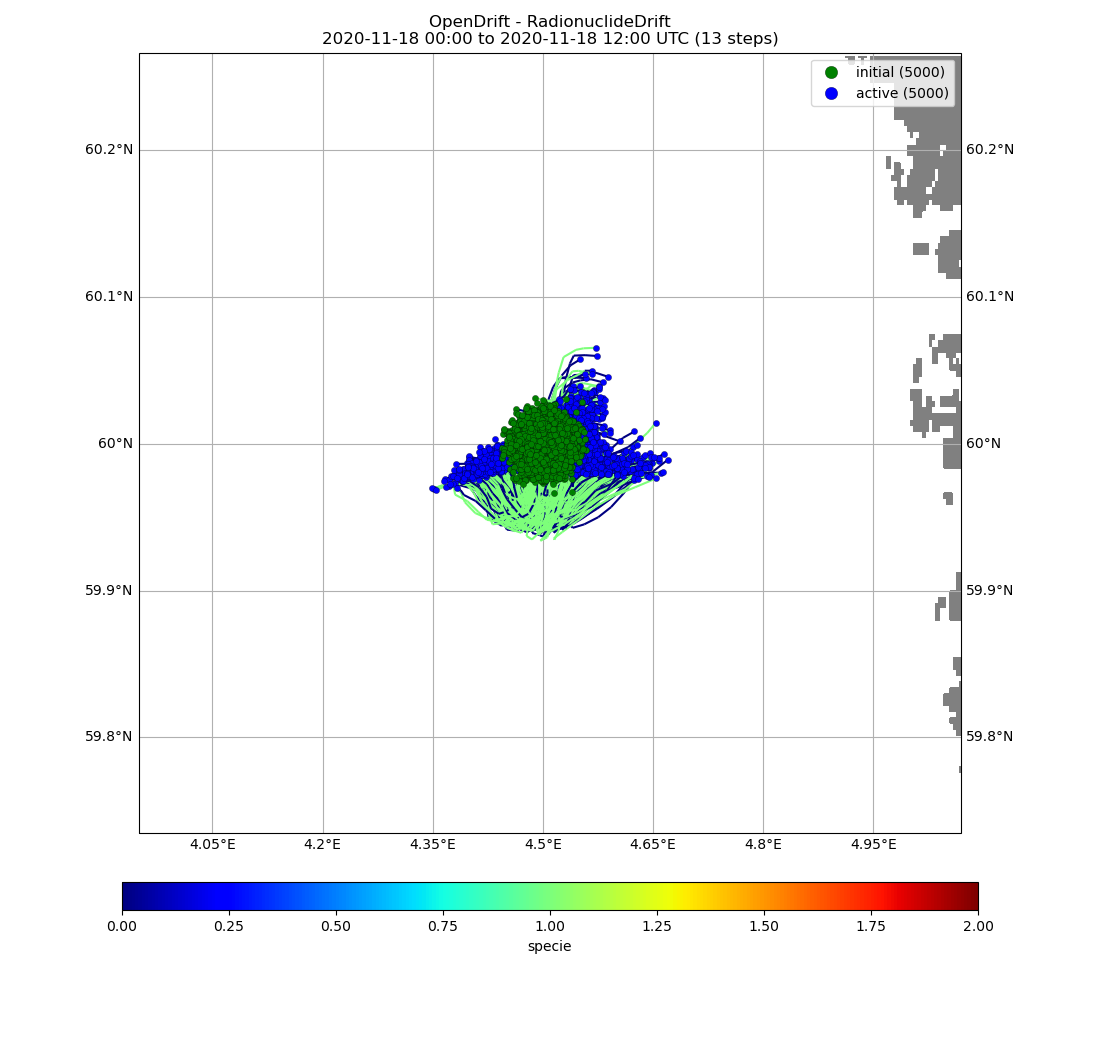 OpenDrift - RadionuclideDrift
2020-11-18 00:00 to 2020-11-18 12:00 UTC (13 steps)
initial (5000)
active (5000)
60.2°N 60.2°N
60.1°N 60.1°N
60°N 60°N
59.9°N 59.9°N
59.8°N 59.8°N
4.05°E 4.2°E 4.35°E 4.5°E 4.65°E 4.8°E 4.95°E
0.00 0.25 0.50 0.75 1.00 1.25 1.50 1.75 2.00
specie